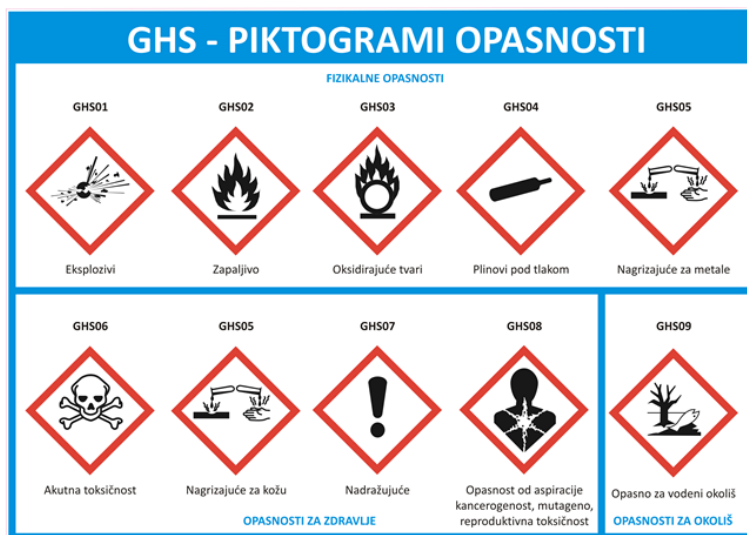 GHS - PIKTOGRAMI OPASNOSTI
FIZIKALNE OPASNOSTI
GHS01
GHS02
GHS03
GHS04
GHS05
Eksplozivi
Zapaljivo
Oksidirajuće tvari
Plinovi pod tlakom
Nagrizajuće za metale
GHS06
GHS05
GHS07
GHS08
GHS09
Akutna toksičnost
Nagrizajuće za kožu
Nadražujuće
Opasnost od aspiracije
kancerogenost, mutageno,
reproduktivna toksičnost
Opasno za vodeni okoliš
OPASNOSTI ZA ZDRAVLJE
OPASNOSTI ZA OKOLIŠ